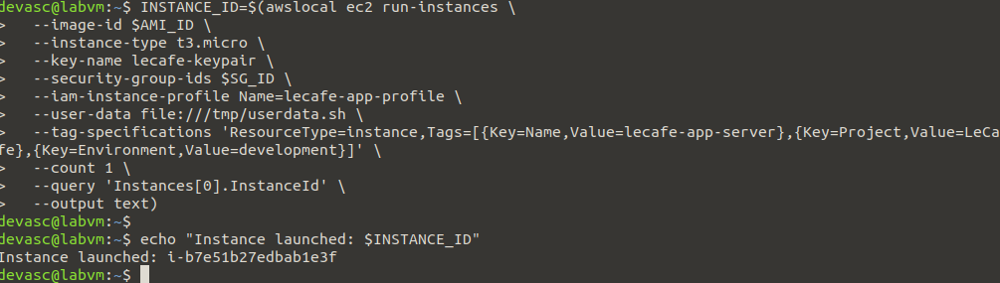 devasc@labvm:~$ INSTANCE_ID=$(awslocal ec2 run-instances \
>   --image-id $AMI_ID \
>   --instance-type t3.micro \
>   --key-name lecafe-keypair \
>   --security-group-ids $SG_ID \
>   --iam-instance-profile Name=lecafe-app-profile \
>   --user-data file:///tmp/userdata.sh \
>   --tag-specifications 'ResourceType=instance,Tags=[{Key=Name,Value=lecafe-app-server},{Key=Project,Value=LeCa
fe},{Key=Environment,Value=development}]' \
>   --count 1 \
>   --query 'Instances[0].InstanceId' \
>   --output text)
devasc@labvm:~$
devasc@labvm:~$ echo "Instance launched: $INSTANCE_ID"
Instance launched: i-b7e51b27edbab1e3f
devasc@labvm:~$